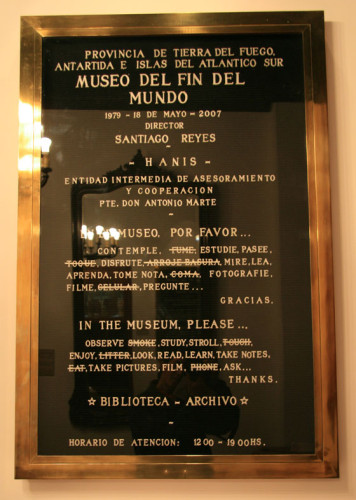 PROVINCIA DE TIERRA DEL FUEGO,
ANTARTIDA E ISLAS DEL ATLANTICO SUR
MUSEO DEL FIN DEL
MUNDO
1979 - 18 DE MAYO - 2007
DIRECTOR
SANTIAGO REYES
- HANIS -
ENTIDAD INTERMEDIA DE ASESORAMIENTO
Y COOPERACION
PTE. DON ANTONIO MARTE
-
MUSEO, POR FAVOR...
CONTEMPLE, FUME, ESTUDIE, PASEE,
TOQUE, DISFRUTE, ARROJE BASURA, MIRE, LEA,
APRENDA, TOME NOTA, COMA, FOTOGRAFIE,
FILME, CELULAR, PREGUNTE...
GRACIAS.
IN THE MUSEUM, PLEASE...
OBSERVE SMOKE, STUDY, STROLL, TOUCH,
ENJOY, LITTER, LOOK, READ, LEARN, TAKE NOTES,
EAT, TAKE PICTURES, FILM, PHONE, ASK...
THANKS.
☆ BIBLIOTECA - ARCHIVO ☆
-
HORARIO DE ATENCION: 12 00 - 19 00 HS.